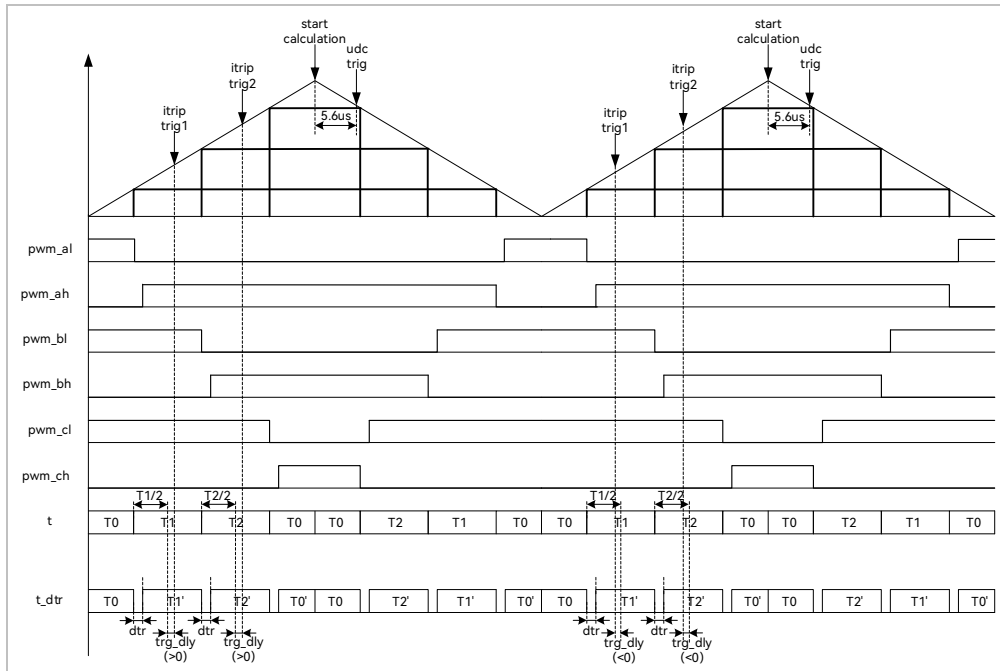 start
calculation
udc
trig
itrip
trig2
itrip
trig1
5.6us
start
calculation
udc
trig
itrip
trig2
itrip
trig1
5.6us
pwm_al
pwm_ah
pwm_bl
pwm_bh
pwm_cl
pwm_ch
T1/2 T2/2 T1/2 T2/2
t T0 T1 T2 T0 T0 T2 T1 T0 T0 T1 T2 T0 T0 T2 T1 T0
t_dtr T0 T1' T2' T0' T0 T2' T1' T0' T0 T1' T2' T0' T0 T2' T1' T0'
dtr dtr dtr dtr
trg_dly trg_dly trg_dly trg_dly
(>0) (>0) (<0) (<0)